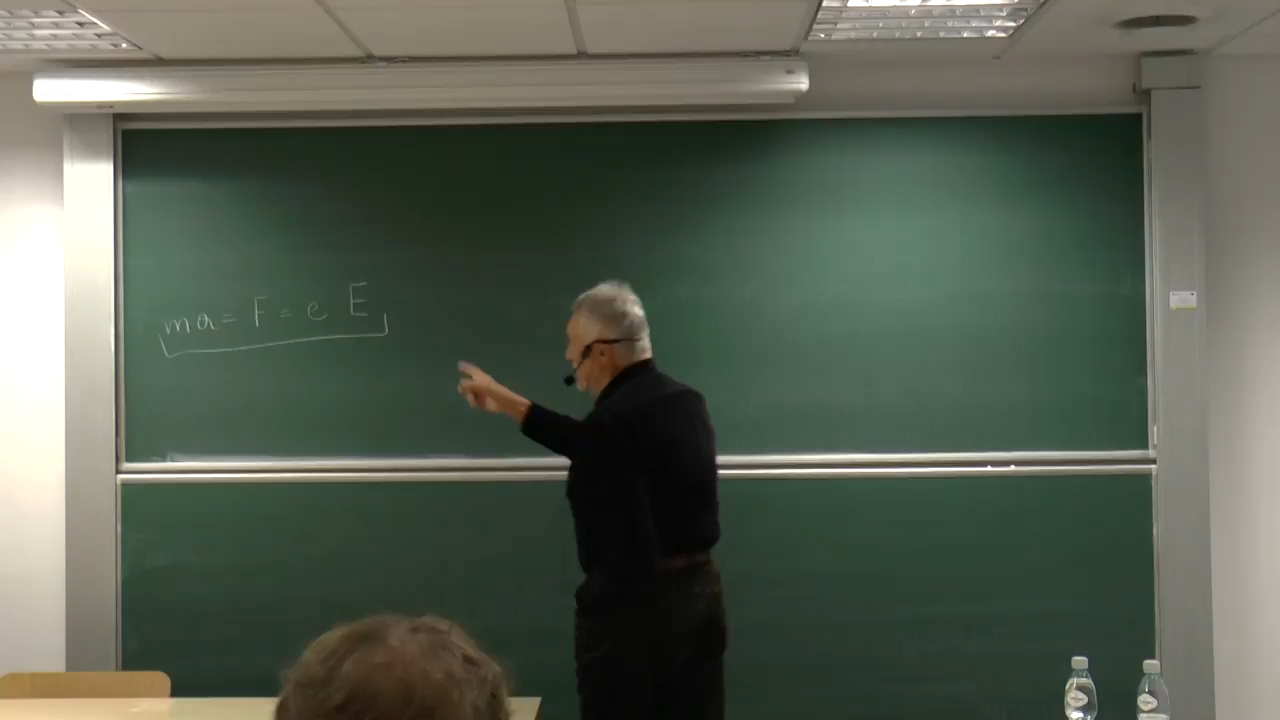 ma = F = e E